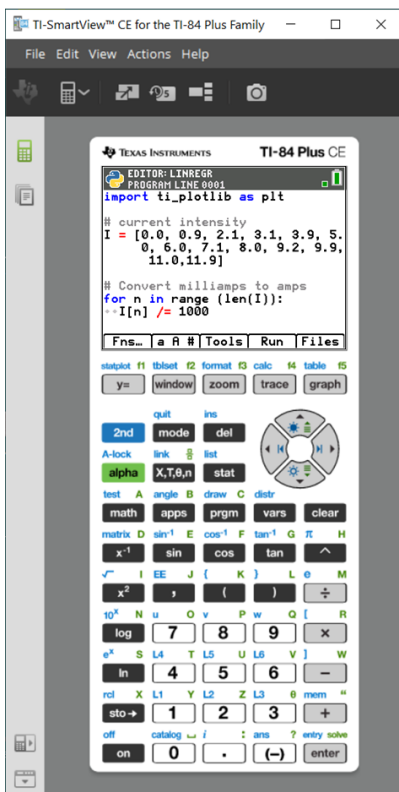 TI-SmartView™ CE for the TI-84 Plus Family
File Edit View Actions Help
TEXAS INSTRUMENTS TI-84 Plus CE
EDITOR: LINREGR
PROGRAM LINE 0001
import ti_plotlib as plt
# current intensity
I = [0.0, 0.9, 2.1, 3.1, 3.9, 5.
0, 6.0, 7.1, 8.0, 9.2, 9.9,
11.0,11.9]
# Convert milliamps to amps
for n in range (len(I)):
··I[n] /= 1000
Fns… a A # Tools Run Files
statplot f1 tblset f2 format f3 calc f4 table f5
y= window zoom trace graph
quit ins
2nd mode del
A-lock link list
alpha X,T,θ,n stat
test A angle B draw C distr
math apps prgm vars clear
matrix D sin⁻¹ E cos⁻¹ F tan⁻¹ G π H
x⁻¹ sin cos tan ^
√ I EE J { K } L e M
x² , ( ) ÷
10ˣ N u O v P w Q [ R
log 7 8 9 ×
eˣ S L4 T L5 U L6 V ] W
ln 4 5 6 −
rcl X L1 Y L2 Z L3 θ mem "
sto→ 1 2 3 +
off catalog ⎵ i : ans ? entry solve
on 0 . (−) enter